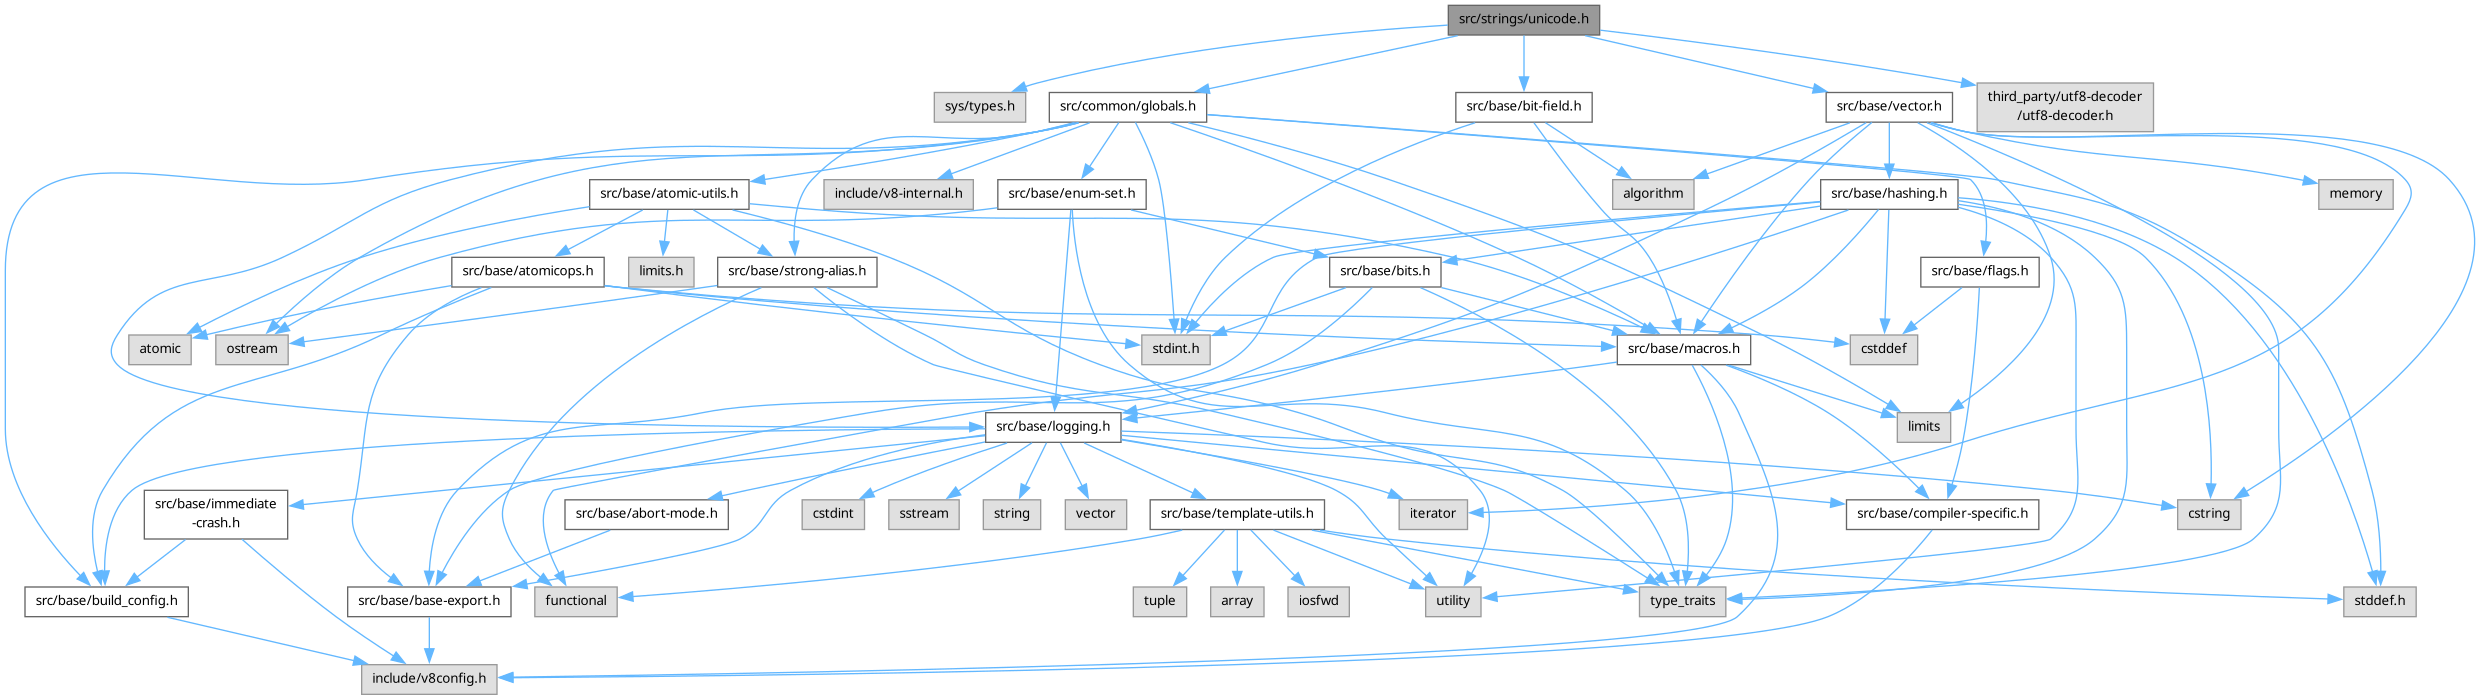 src/strings/unicode.h
sys/types.h
src/common/globals.h
src/base/bit-field.h
src/base/vector.h
third_party/utf8-decoder
/utf8-decoder.h
src/base/atomic-utils.h
include/v8-internal.h
src/base/enum-set.h
algorithm
src/base/hashing.h
memory
src/base/atomicops.h
limits.h
src/base/strong-alias.h
src/base/bits.h
src/base/flags.h
atomic
ostream
stdint.h
src/base/macros.h
cstddef
src/base/logging.h
limits
src/base/immediate
-crash.h
src/base/abort-mode.h
cstdint
sstream
string
vector
src/base/template-utils.h
iterator
src/base/compiler-specific.h
cstring
src/base/build_config.h
src/base/base-export.h
functional
tuple
array
iosfwd
utility
type_traits
stddef.h
include/v8config.h